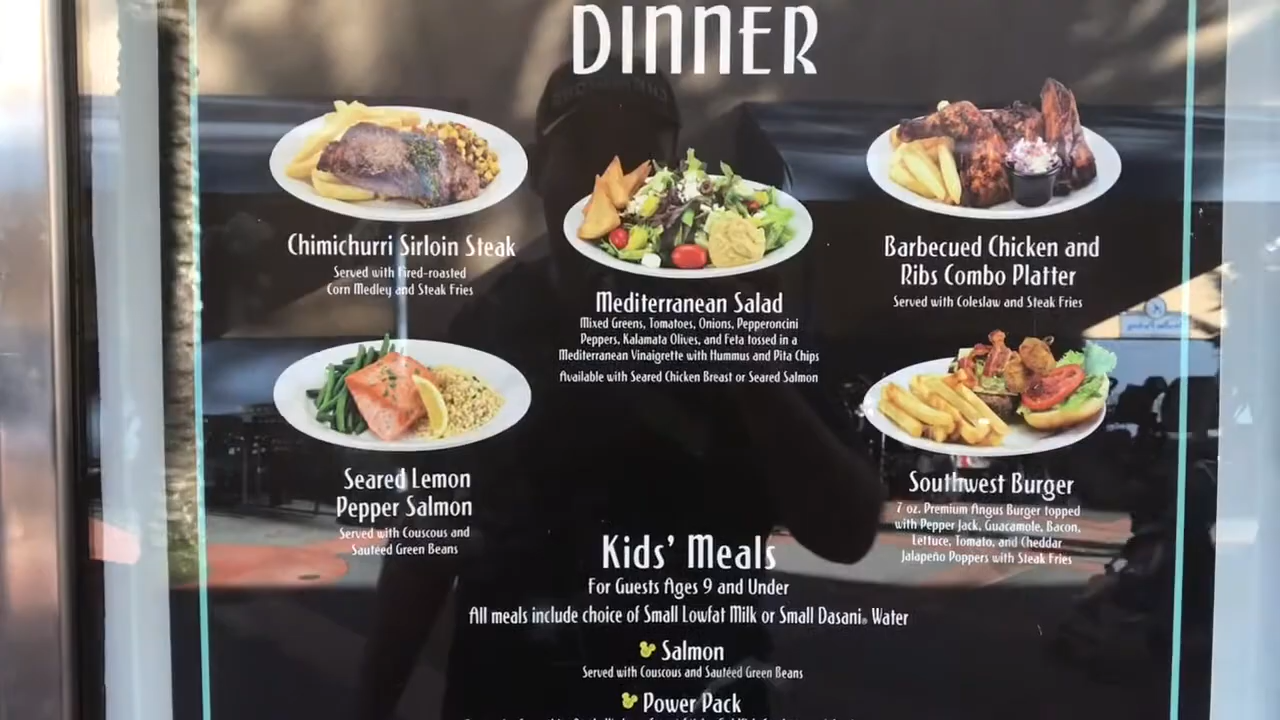 DINNER
Chimichurri Sirloin Steak
Served with Fired-roasted
Corn Medley and Steak Fries
Mediterranean Salad
Mixed Greens, Tomatoes, Onions, Pepperoncini
Peppers, Kalamata Olives, and Feta tossed in a
Mediterranean Vinaigrette with Hummus and Pita Chips
Available with Seared Chicken Breast or Seared Salmon
Barbecued Chicken and
Ribs Combo Platter
Served with Coleslaw and Steak Fries
Seared Lemon
Pepper Salmon
Served with Couscous and
Sautéed Green Beans
Southwest Burger
7 oz. Premium Angus Burger topped
with Pepper Jack, Guacamole, Bacon,
Lettuce, Tomato, and Cheddar
Jalapeño Poppers with Steak Fries
Kids' Meals
For Guests Ages 9 and Under
All meals include choice of Small Lowfat Milk or Small Dasani® Water
Salmon
Served with Couscous and Sautéed Green Beans
Power Pack